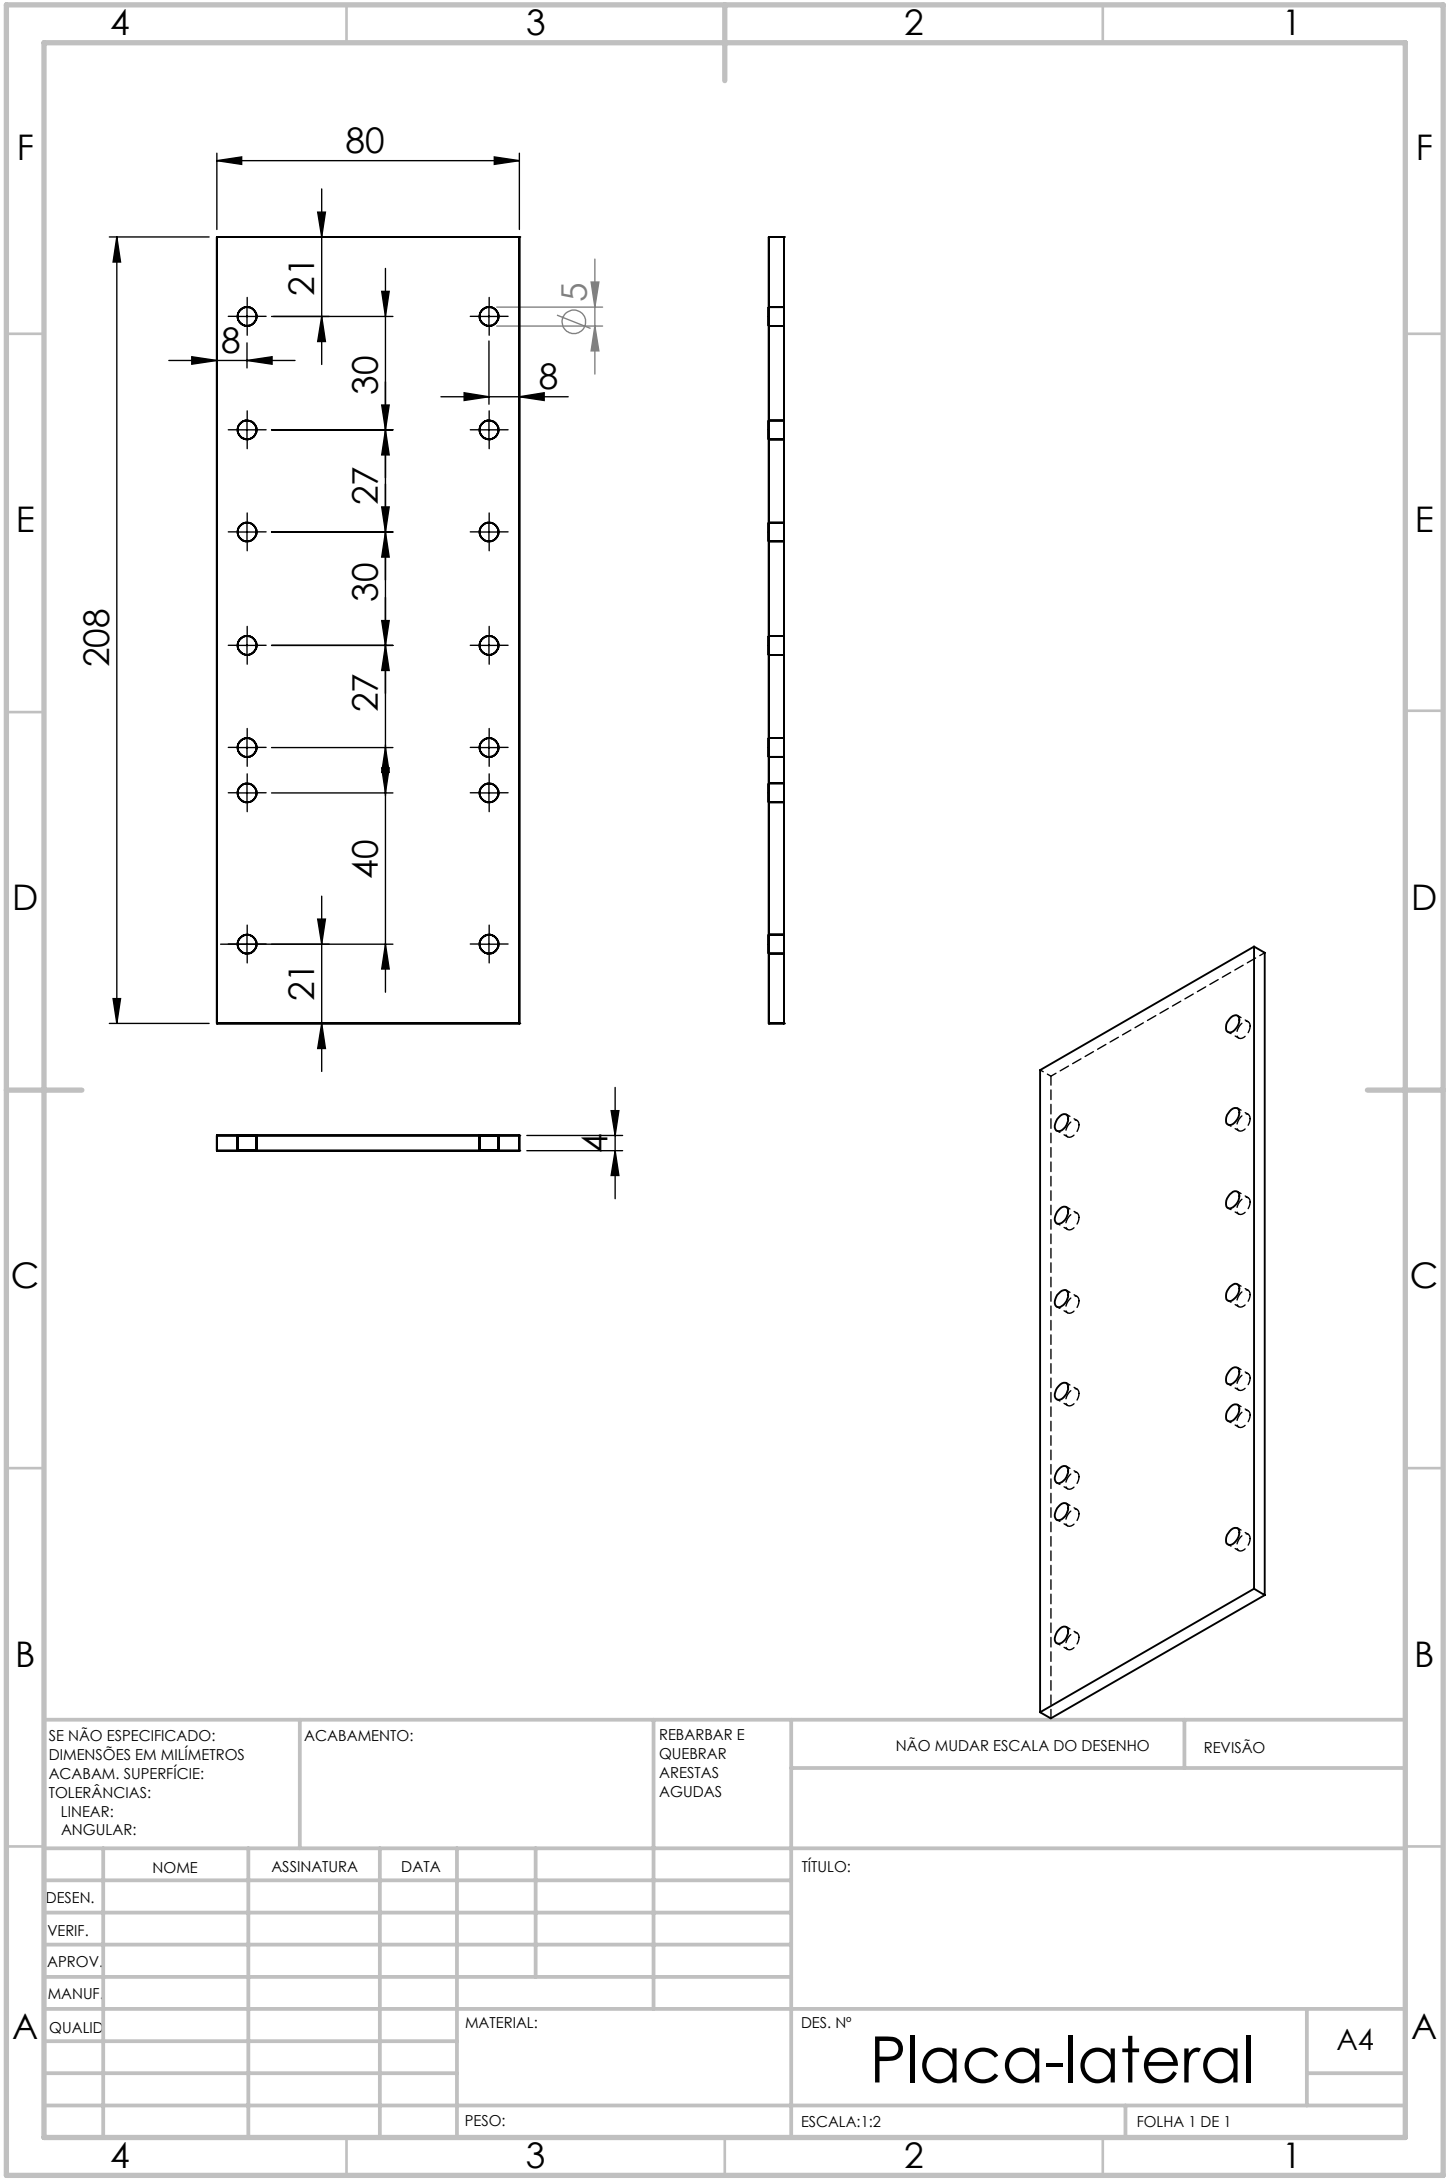 4 3 2 1
F F
80
21
⌀ 5
8
30
8
27
E E
30
208
27
40
D D
21
4
C C
B B
SE NÃO ESPECIFICADO:
DIMENSÕES EM MILÍMETROS
ACABAM. SUPERFÍCIE:
TOLERÂNCIAS:
LINEAR:
ANGULAR:
ACABAMENTO:
REBARBAR E
QUEBRAR
ARESTAS
AGUDAS
NÃO MUDAR ESCALA DO DESENHO
REVISÃO
NOME ASSINATURA DATA
DESEN.
VERIF.
APROV.
MANUF.
QUALID
TÍTULO:
MATERIAL:
DES. Nº
Placa-lateral
A4
A A
PESO:
ESCALA:1:2
FOLHA 1 DE 1
4 3 2 1